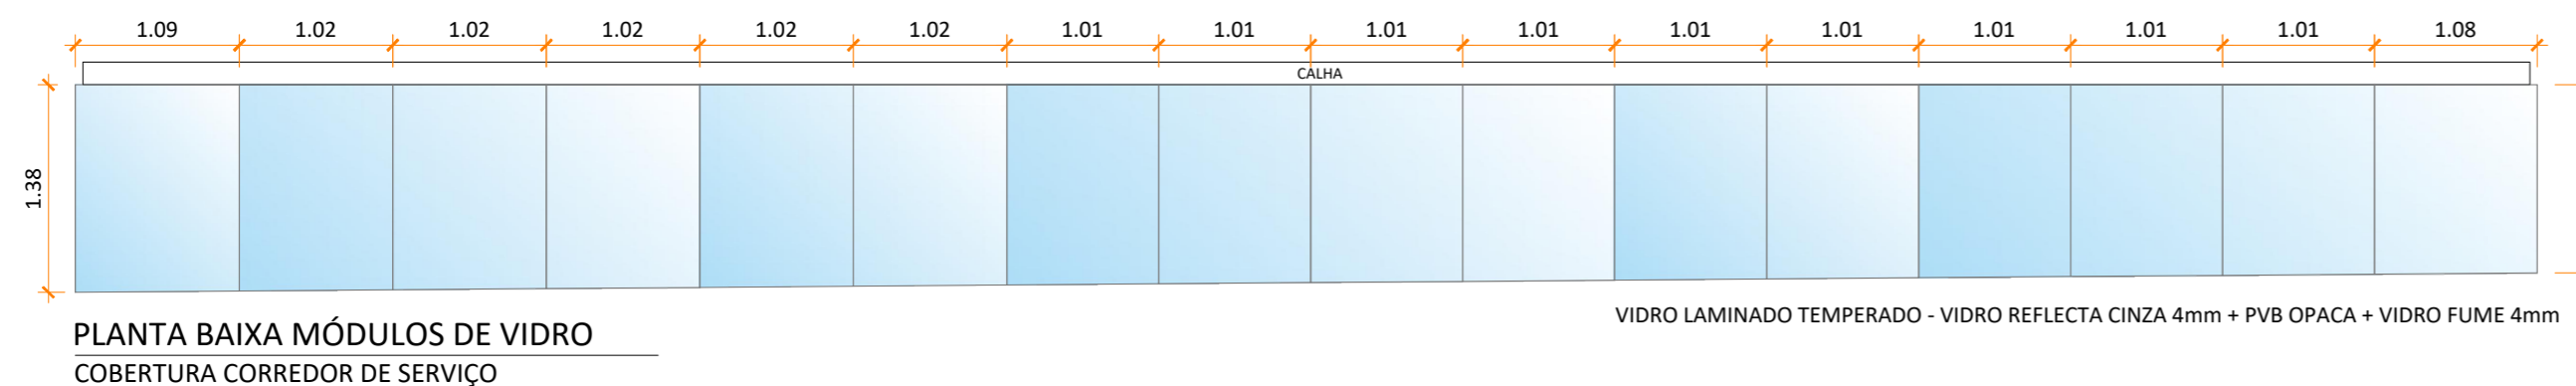 1.09 1.02 1.02 1.02 1.02 1.02 1.01 1.01 1.01 1.01 1.01 1.01 1.01 1.01 1.01 1.08
CALHA
1.38
VIDRO LAMINADO TEMPERADO - VIDRO REFLECTA CINZA 4mm + PVB OPACA + VIDRO FUME 4mm
PLANTA BAIXA MÓDULOS DE VIDRO
COBERTURA CORREDOR DE SERVIÇO